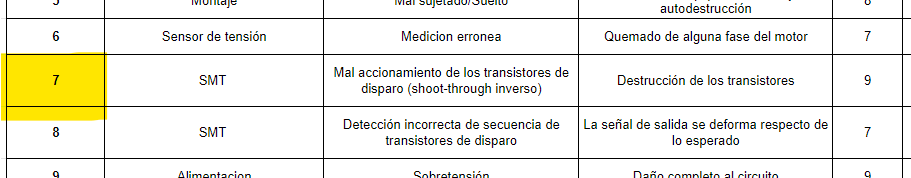 5 Montaje Mal sujetado/Suelto autodestrucción 8
6 Sensor de tensión Medicion erronea Quemado de alguna fase del motor 7
7 SMT Mal accionamiento de los transistores de
disparo (shoot-through inverso) Destrucción de los transistores 9
8 SMT Detección incorrecta de secuencia de
transistores de disparo La señal de salida se deforma respecto de
lo esperado 7
9 Alimentacion Sobretensión Daño completo al circuito 9